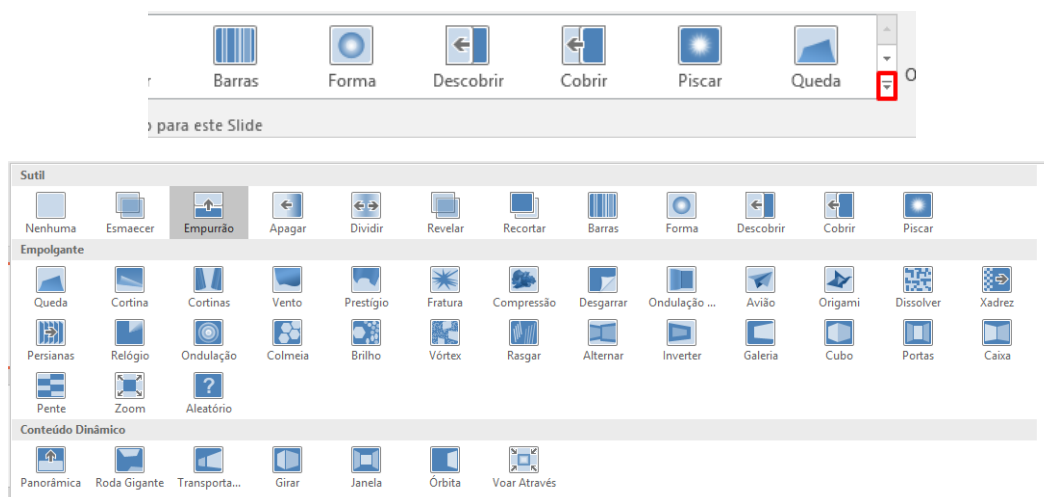 r Barras Forma Descobrir Cobrir Piscar Queda O
o para este Slide
Sutil
Nenhuma Esmaecer Empurrão Apagar Dividir Revelar Recortar Barras Forma Descobrir Cobrir Piscar
Empolgante
Queda Cortina Cortinas Vento Prestígio Fratura Compressão Desgarrar Ondulação ... Avião Origami Dissolver Xadrez
Persianas Relógio Ondulação Colmeia Brilho Vórtex Rasgar Alternar Inverter Galeria Cubo Portas Caixa
Pente Zoom Aleatório
Conteúdo Dinâmico
Panorâmica Roda Gigante Transporta... Girar Janela Órbita Voar Através